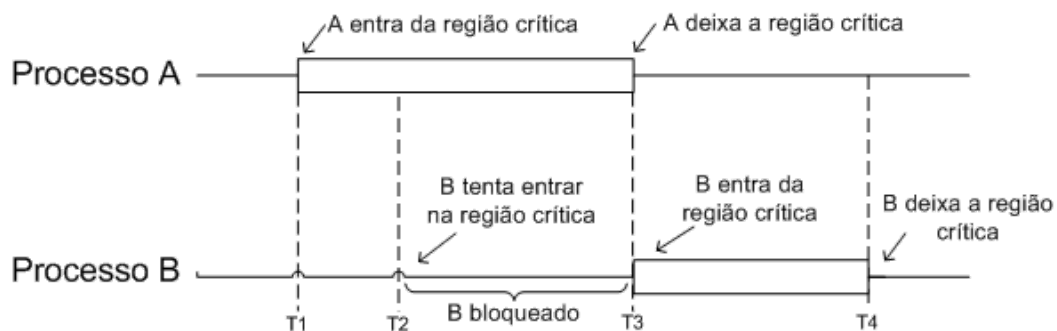 A entra da região crítica
A deixa a região crítica
Processo A
B tenta entrar
na região crítica
B entra da
região crítica
B deixa a região
crítica
Processo B
B bloqueado
T1
T2
T3
T4